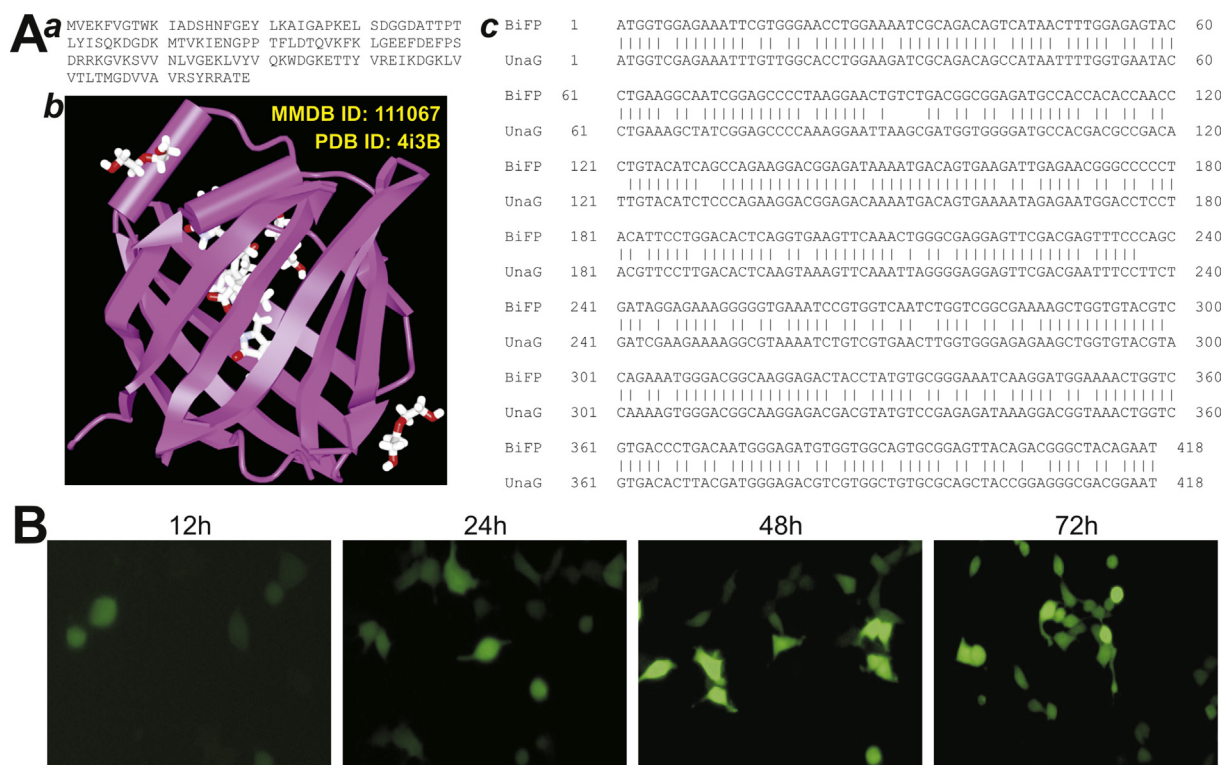 A
a
MVEKFVGTWK IADSHNFGEY LKAIGAPKEL SDGGDATTPT
LYISQKDGDK MTVKIENGPP TFLDTQVKFK LGEEFDEFPS
DRRKGVKSVV NLVGEKLVYV QKWDGKETTY VREIKDGKLV
VTLTMGDVVA VRSYRRATE
b
MMDB ID: 111067
PDB ID: 4i3B
c
BiFP 1 ATGGTGGAGAAATTCGTGGGAACCTGGAAAATCGCAGACAGTCATAACTTTGGAGAGTAC 60
UnaG 1 ATGGTCGAGAAATTTGTTGGCACCTGGAAGATCGCAGACAGCCATAATTTTGGTGAATAC 60
BiFP 61 CTGAAGGCAATCGGAGCCCCTAAGGAACTGTCTGACGGCGGAGATGCCACCACACCAACC 120
UnaG 61 CTGAAAGCTATCGGAGCCCCAAAGGAATTAAGCGATGGTGGGGATGCCACGACGCCGACA 120
BiFP 121 CTGTACATCAGCCAGAAGGACGGAGATAAAATGACAGTGAAGATTGAGAACGGGCCCCCT 180
UnaG 121 TTGTACATCTCCCAGAAGGACGGAGACAAAATGACAGTGAAAATAGAGAATGGACCTCCT 180
BiFP 181 ACATTCCTGGACACTCAGGTGAAGTTCAAACTGGGCGAGGAGTTCGACGAGTTTCCCAGC 240
UnaG 181 ACGTTCCTTGACACTCAAGTAAAGTTCAAATTAGGGGAGGAGTTCGACGAATTTCCTTCT 240
BiFP 241 GATAGGAGAAAGGGGGTGAAATCCGTGGTCAATCTGGTCGGCGAAAAGCTGGTGTACGTC 300
UnaG 241 GATCGAAGAAAAGGCGTAAAATCTGTCGTGAACTTGGTGGGAGAGAAGCTGGTGTACGTA 300
BiFP 301 CAGAAATGGGACGGCAAGGAGACTACCTATGTGCGGGAAATCAAGGATGGAAAACTGGTC 360
UnaG 301 CAAAAGTGGGACGGCAAGGAGACGACGTATGTCCGAGAGATAAAGGACGGTAAACTGGTC 360
BiFP 361 GTGACCCTGACAATGGGAGATGTGGTGGCAGTGCGGAGTTACAGACGGGCTACAGAAT 418
UnaG 361 GTGACACTTACGATGGGAGACGTCGTGGCTGTGCGCAGCTACCGGAGGGCGACGGAAT 418
B
12h 24h 48h 72h